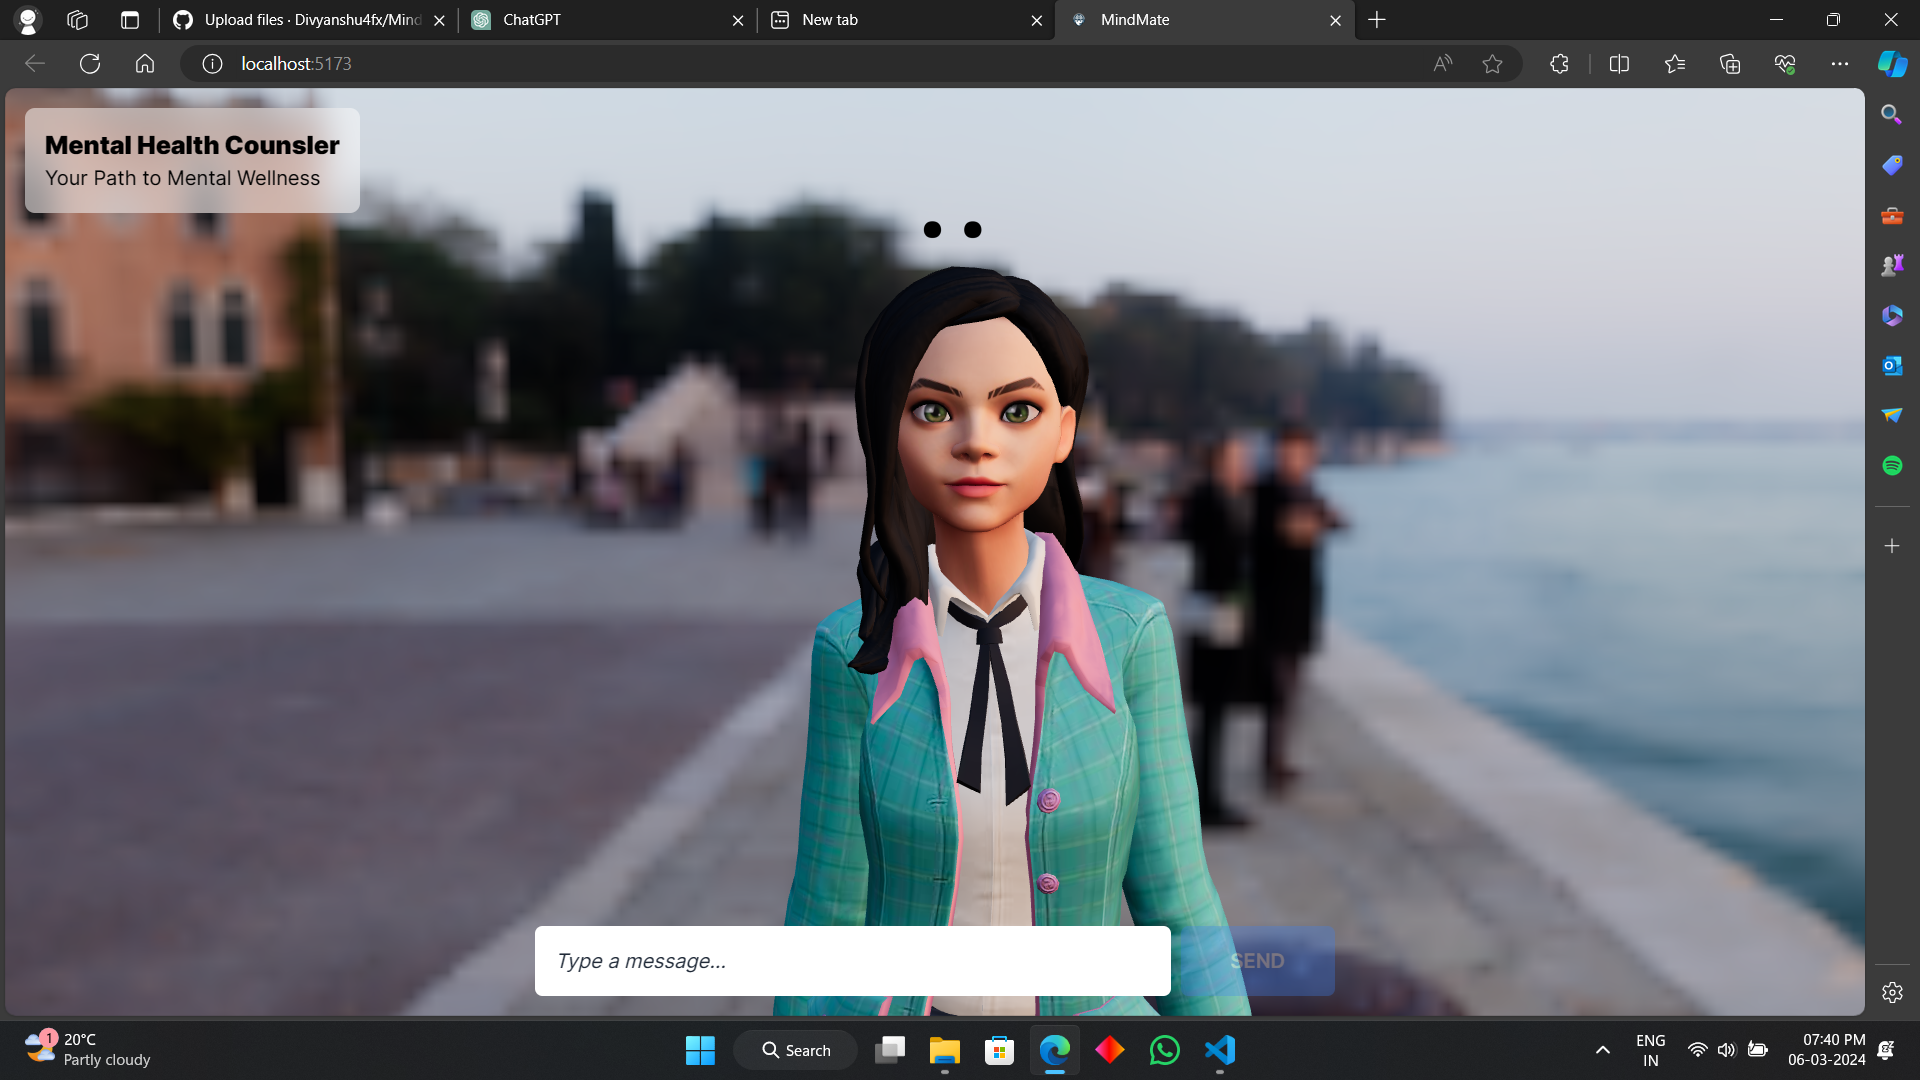 Upload files · Divyanshu4fx/Mind
ChatGPT
New tab
MindMate
localhost:5173
Mental Health Counsler
Your Path to Mental Wellness
Type a message...
SEND
1
20°C
Partly cloudy
Search
ENG
IN
07:40 PM
06-03-2024